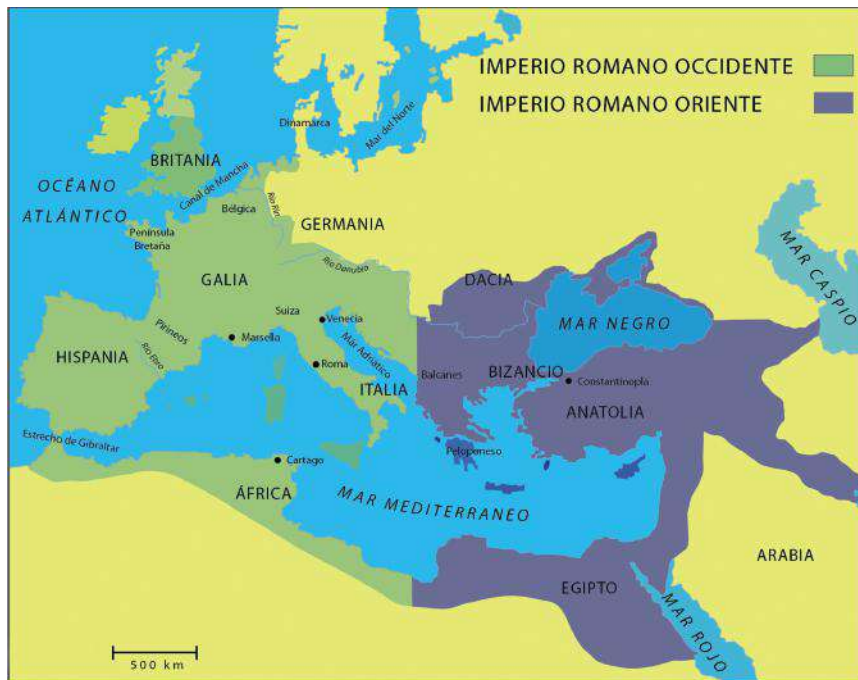 IMPERIO ROMANO OCCIDENTE
IMPERIO ROMANO ORIENTE
Dinamarca
Mar del Norte
BRITANIA
OCÉANO
ATLÁNTICO
Canal de Mancha
Bélgica
Río Rin
GERMANIA
Península
Bretaña
MAR CASPIO
Río Danubio
GALIA
DACIA
Suiza
Venecia
MAR NEGRO
Pirineos
Marsella
HISPANIA
Río Ebro
Mar Adriático
Roma
ITALIA
Balcanes
BIZANCIO
Constantinopla
ANATOLIA
Estrecho de Gibraltar
Peloponeso
Cartago
ÁFRICA
MAR MEDITERRANEO
ARABIA
EGIPTO
MAR ROJO
500 km